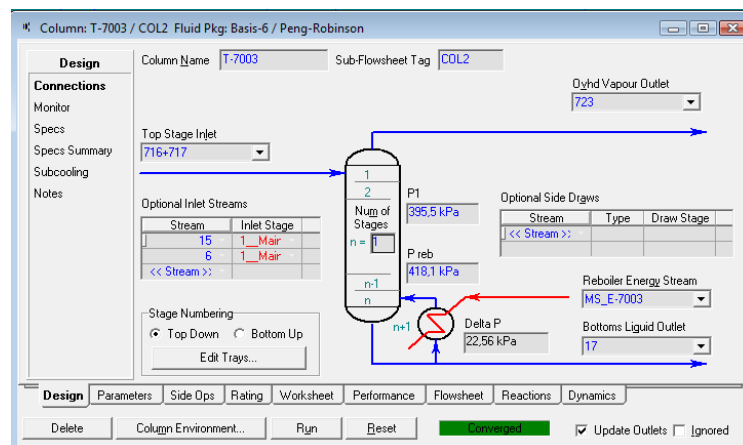 Column: T-7003 / COL2 Fluid Pkg: Basis-6 / Peng-Robinson
Design
Connections
Monitor
Specs
Specs Summary
Subcooling
Notes
Column Name T-7003 Sub-Flowsheet Tag COL2
Ovhd Vapour Outlet
723
Top Stage Inlet
716+717
Optional Inlet Streams
Stream Inlet Stage
15 1__Main
6 1__Main
<< Stream >>
Stage Numbering
Top Down Bottom Up
Edit Trays...
1
2
Num of
Stages
n = 1
n-1
n
n+1
P1
395,5 kPa
P reb
418,1 kPa
Delta P
22,56 kPa
Optional Side Draws
Stream Type Draw Stage
<< Stream >>
Reboiler Energy Stream
MS_E-7003
Bottoms Liquid Outlet
17
Design Parameters Side Ops Rating Worksheet Performance Flowsheet Reactions Dynamics
Delete Column Environment... Run Reset Converged Update Outlets Ignored